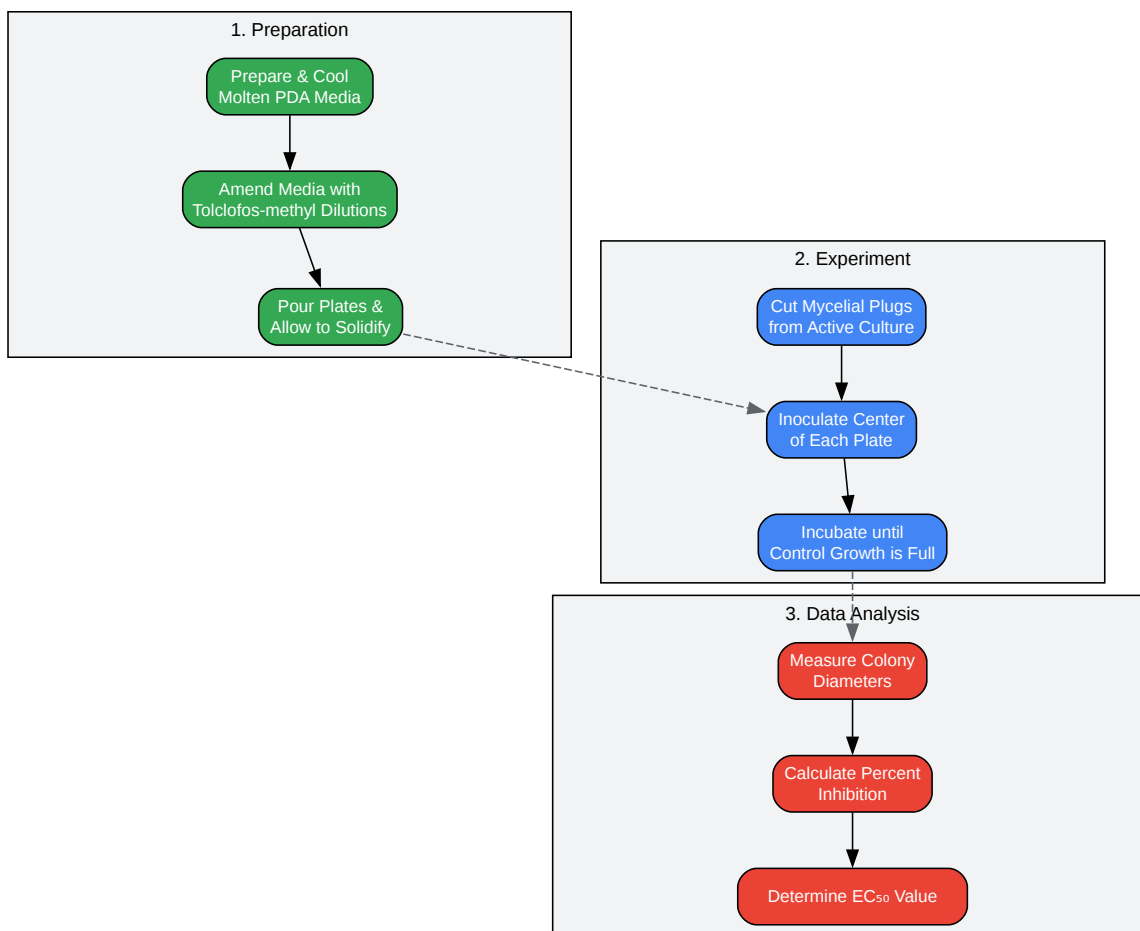 1. Preparation
Prepare & Cool
Molten PDA Media
Amend Media with
Tolclofos-methyl Dilutions
Pour Plates &
Allow to Solidify
2. Experiment
Cut Mycelial Plugs
from Active Culture
Inoculate Center
of Each Plate
Incubate until
Control Growth is Full
3. Data Analysis
Measure Colony
Diameters
Calculate Percent
Inhibition
Determine EC₅₀ Value